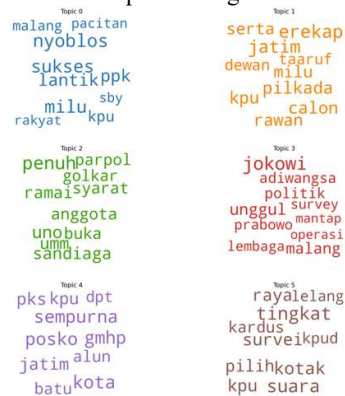 Topic 0
malang pacitan
nyoblos
sukses
lantik ppk
sby
milu kpu
rakyat
Topic 1
serta erekap
jatim
dewan taaruf
milu
pilkada
kpu
calon
rawan
Topic 2
penuh parpol
golkar
ramai syarat
anggota
uno buka
umm
sandiaga
Topic 3
jokowi
adiwangsa
politik
unggul survey
prabowo mantap
operasi
lembaga malang
Topic 4
pks kpu dpt
sempurna
posko gmhp
jatim alun
batu kota
Topic 5
raya lelang
tingkat
kardus
survei kpud
pilih kotak
kpu suara